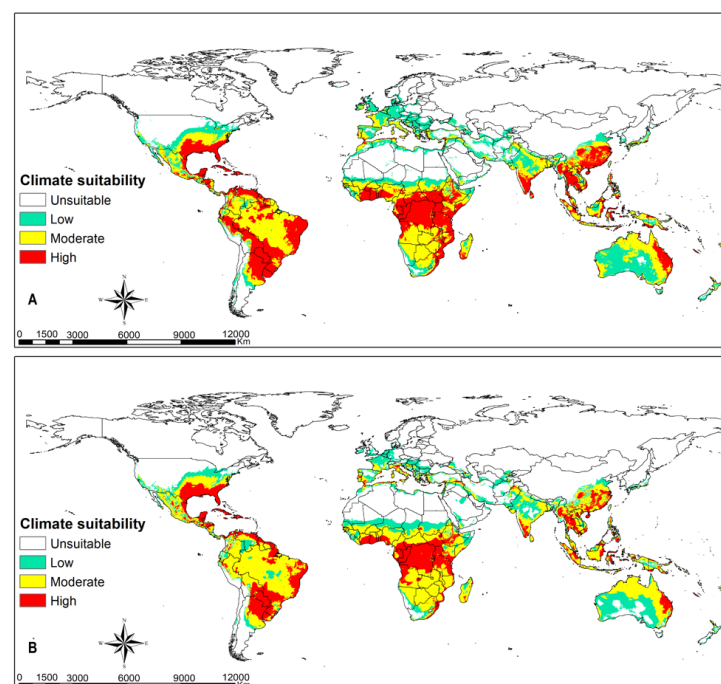 Climate suitability
Unsuitable
Low
Moderate
High
A
N
W E
S
0 1500 3000 6000 9000 12000
Km
Climate suitability
Unsuitable
Low
Moderate
High
B
N
W E
S
0 1500 3000 6000 9000 12000